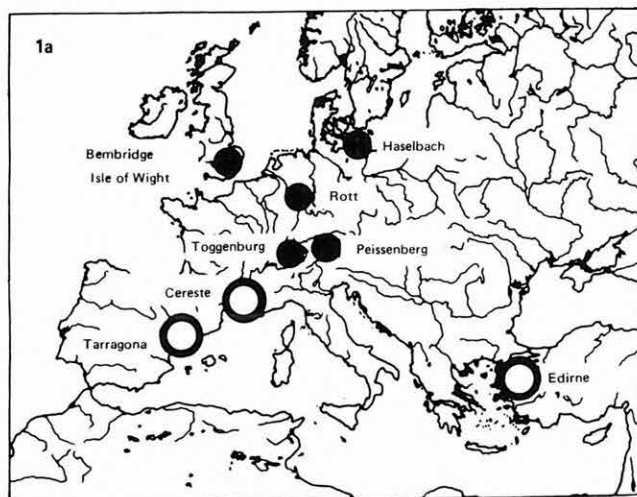 1a
Bembridge
Isle of Wight
Haselbach
Rott
Toggenburg
Peissenberg
Cereste
Tarragona
Edirne